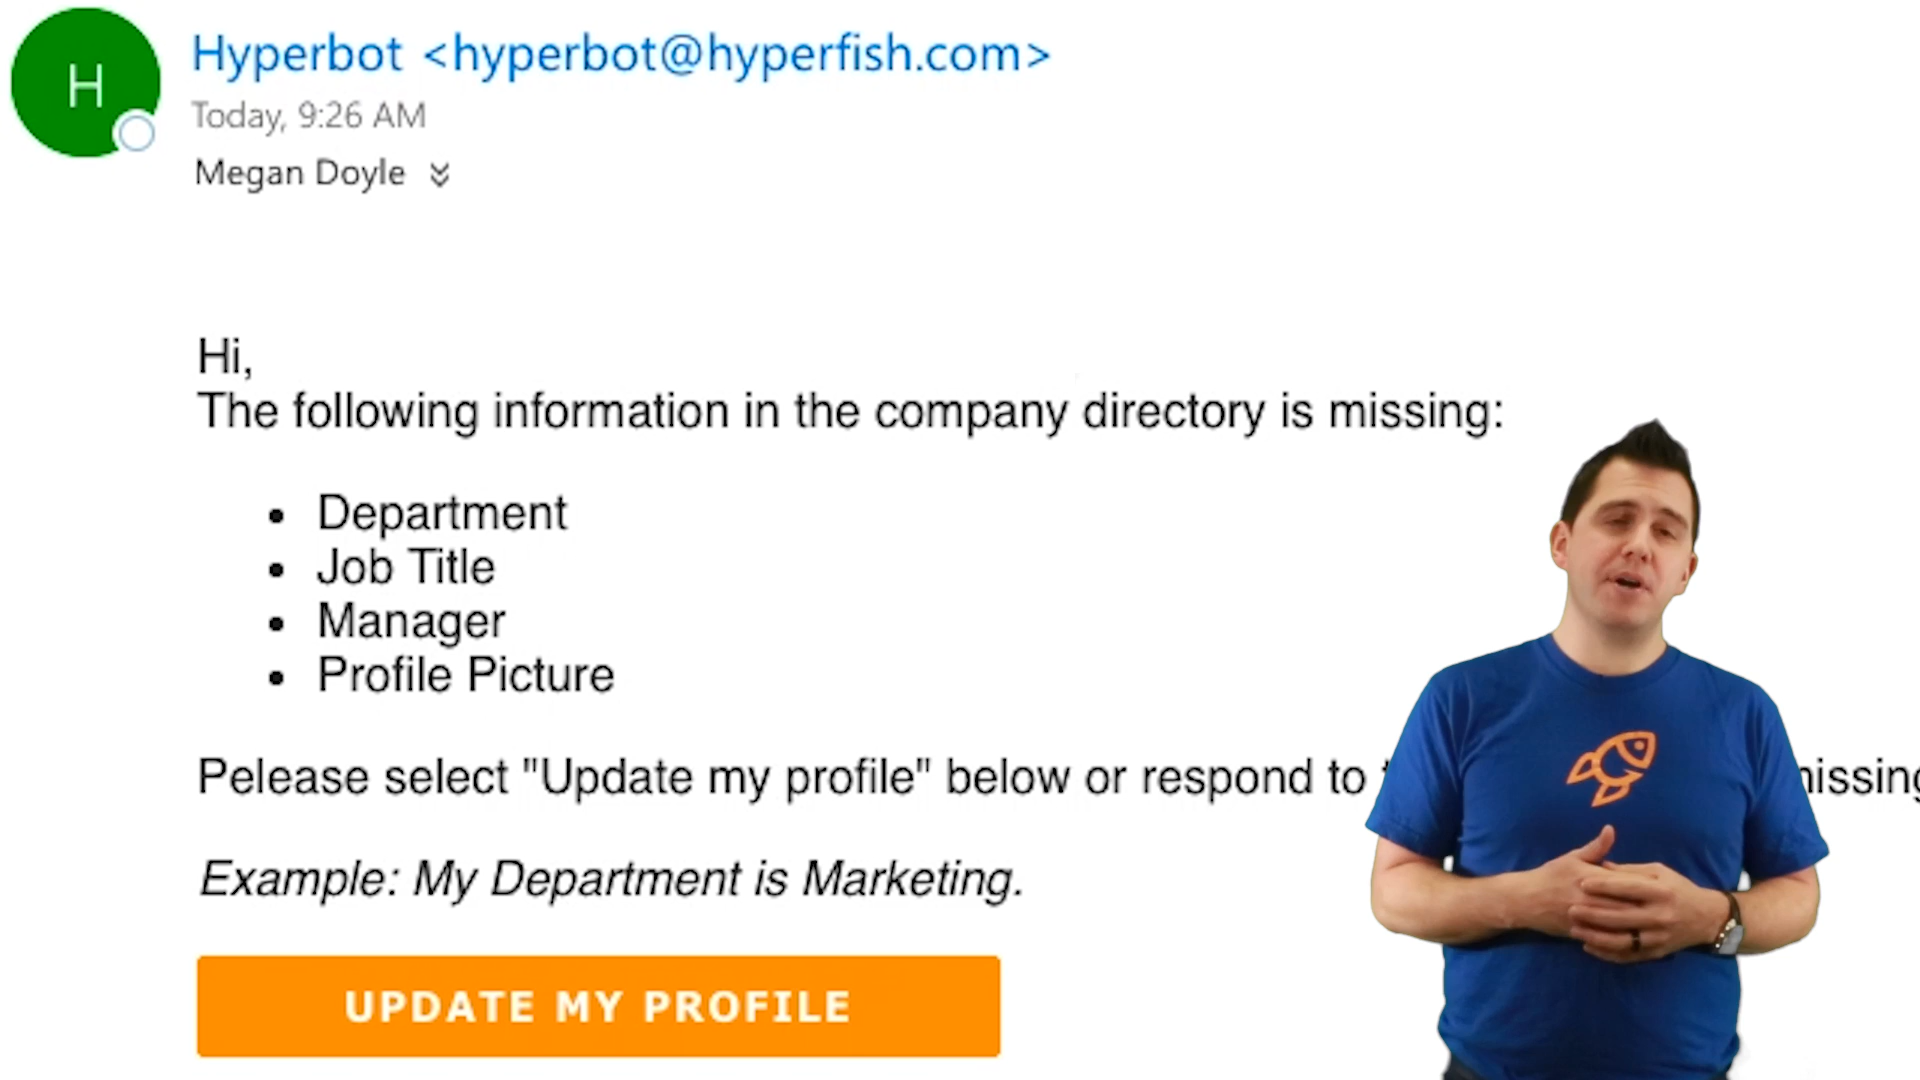 H
Hyperbot <hyperbot@hyperfish.com>
Today, 9:26 AM
Megan Doyle
Hi,
The following information in the company directory is missing:
• Department
• Job Title
• Manager
• Profile Picture
Pelease select "Update my profile" below or respond to
Example: My Department is Marketing.
UPDATE MY PROFILE